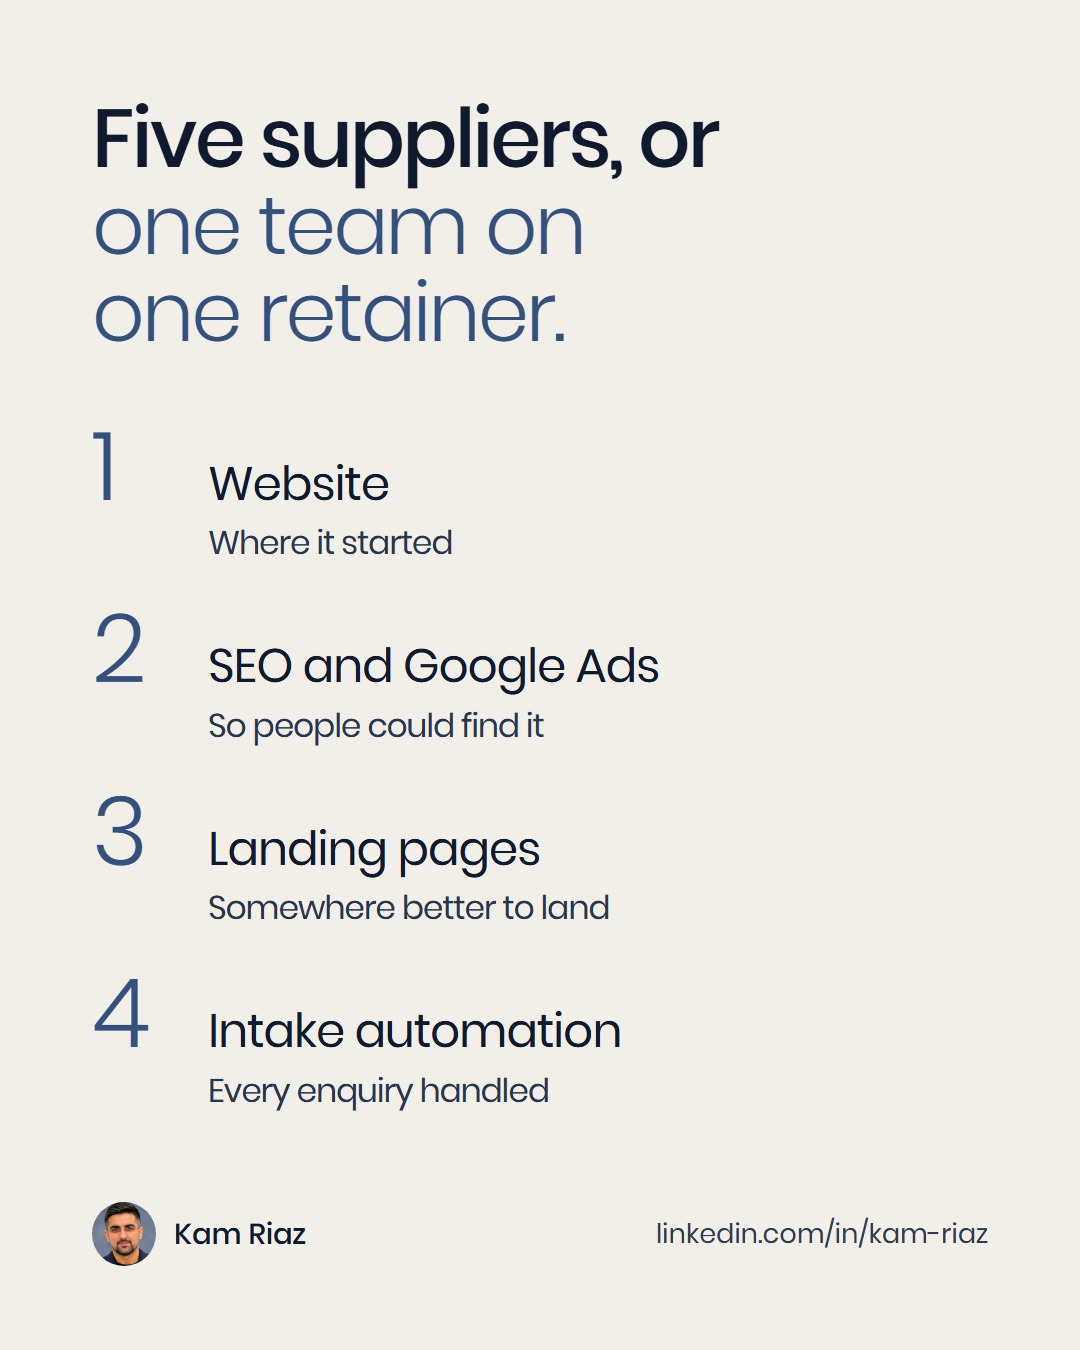 Five suppliers, or
one team on
one retainer.
1
Website
Where it started
2
SEO and Google Ads
So people could find it
3
Landing pages
Somewhere better to land
4
Intake automation
Every enquiry handled
Kam Riaz
linkedin.com/in/kam-riaz